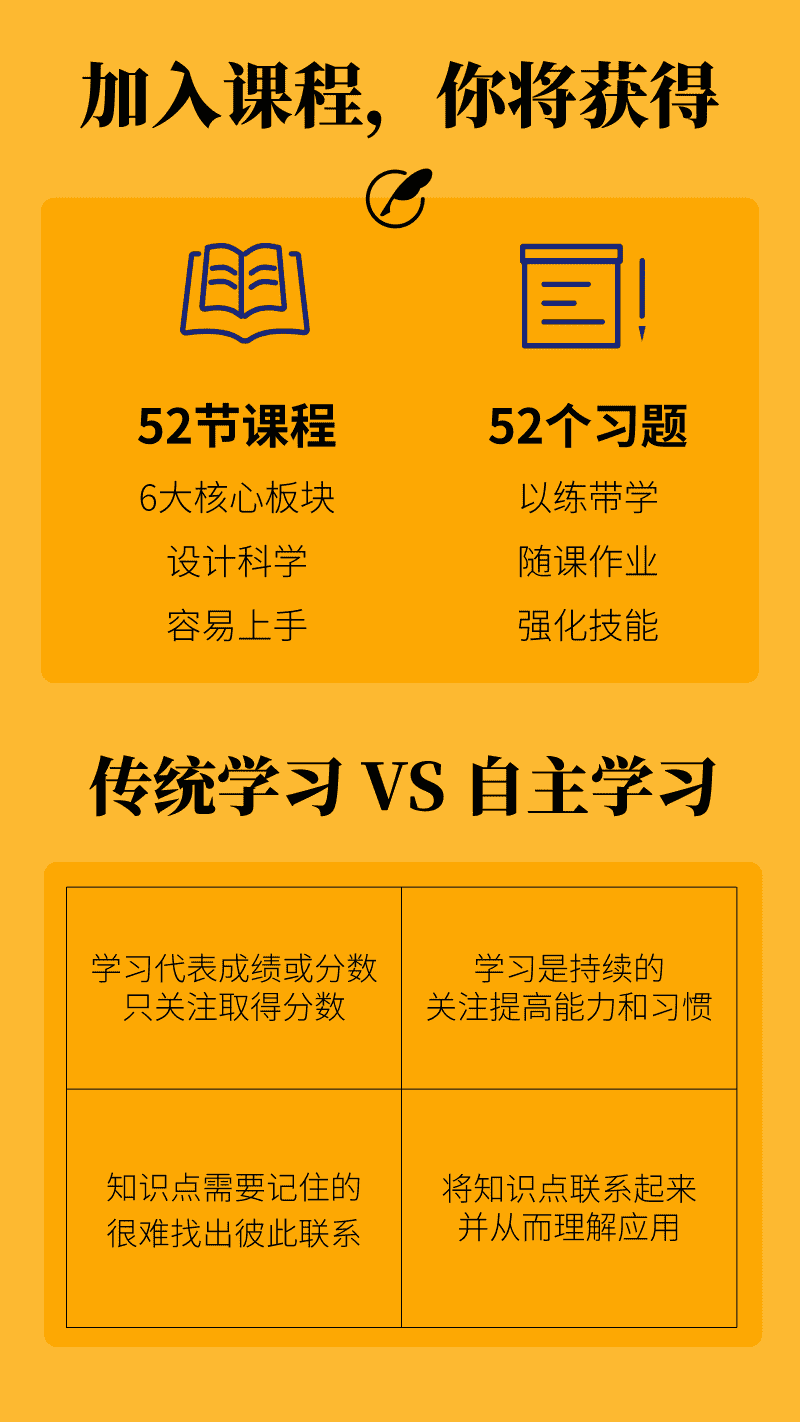 加入课程，你将获得
52节课程
6大核心板块
设计科学
容易上手
52个习题
以练带学
随课作业
强化技能
传统学习 VS 自主学习
学习代表成绩或分数
只关注取得分数
学习是持续的
关注提高能力和习惯
知识点需要记住的
很难找出彼此联系
将知识点联系起来
并从而理解应用